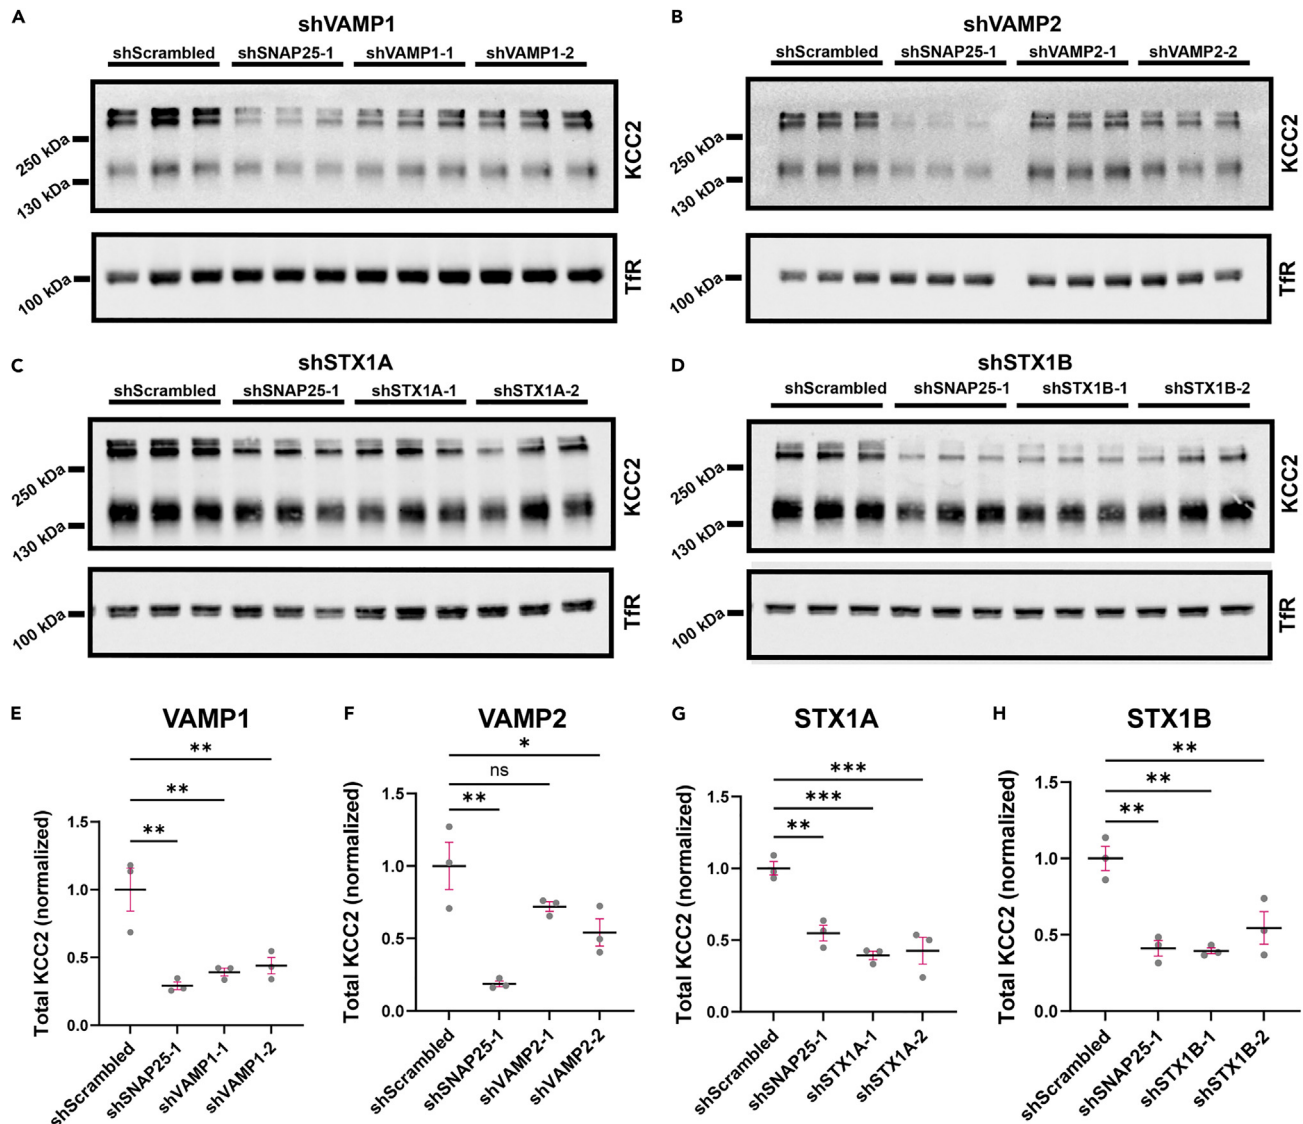 A
shVAMP1
shScrambled shSNAP25-1 shVAMP1-1 shVAMP1-2
250 kDa
130 kDa
KCC2
100 kDa
TfR
B
shVAMP2
shScrambled shSNAP25-1 shVAMP2-1 shVAMP2-2
250 kDa
130 kDa
KCC2
100 kDa
TfR
C
shSTX1A
shScrambled shSNAP25-1 shSTX1A-1 shSTX1A-2
250 kDa
130 kDa
KCC2
100 kDa
TfR
D
shSTX1B
shScrambled shSNAP25-1 shSTX1B-1 shSTX1B-2
250 kDa
130 kDa
KCC2
100 kDa
TfR
E
VAMP1
**
**
**
Total KCC2 (normalized)
1.5
1.0
0.5
0.0
shScrambled
shSNAP25-1
shVAMP1-1
shVAMP1-2
F
VAMP2
*
ns
**
Total KCC2 (normalized)
1.5
1.0
0.5
0.0
shScrambled
shSNAP25-1
shVAMP2-1
shVAMP2-2
G
STX1A
***
***
**
Total KCC2 (normalized)
1.5
1.0
0.5
0.0
shScrambled
shSNAP25-1
shSTX1A-1
shSTX1A-2
H
STX1B
**
**
**
Total KCC2 (normalized)
1.5
1.0
0.5
0.0
shScrambled
shSNAP25-1
shSTX1B-1
shSTX1B-2